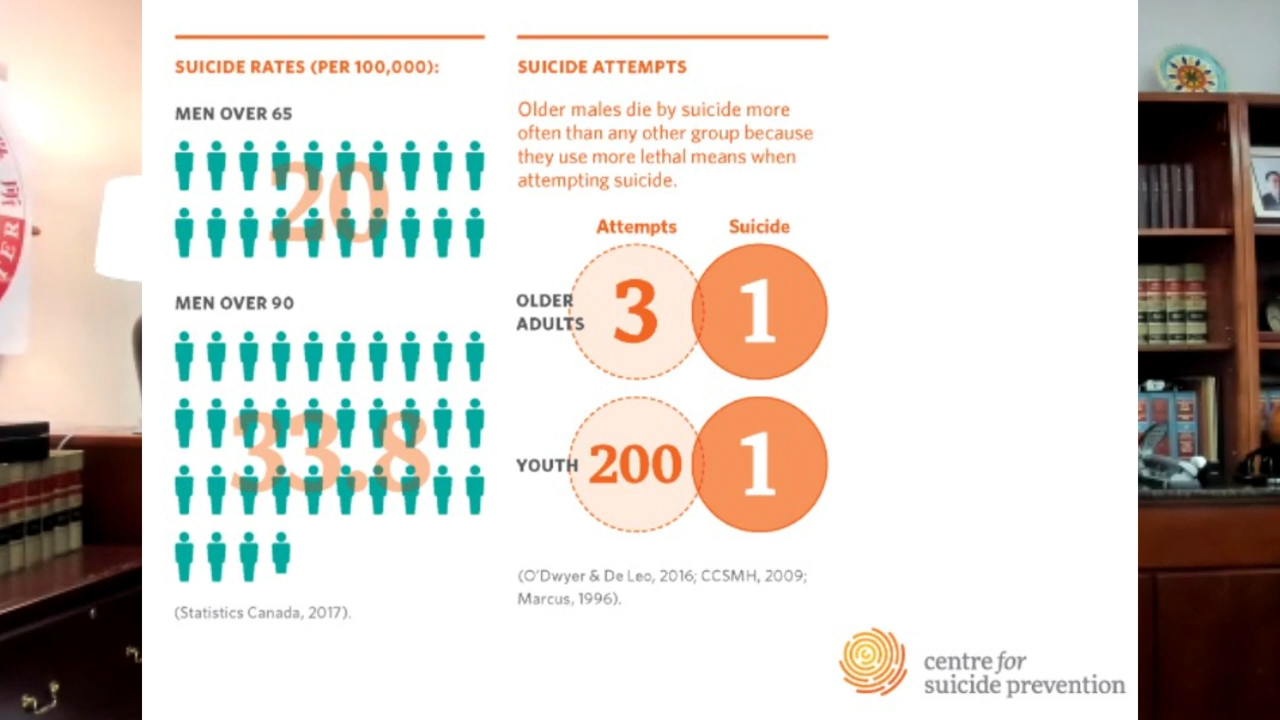 SUICIDE RATES (PER 100,000):
MEN OVER 65
20
MEN OVER 90
33.8
(Statistics Canada, 2017).
SUICIDE ATTEMPTS
Older males die by suicide more
often than any other group because
they use more lethal means when
attempting suicide.
Attempts Suicide
OLDER
ADULTS
3 1
YOUTH 200 1
(O'Dwyer & De Leo, 2016; CCSMH, 2009;
Marcus, 1996).
centre for
suicide prevention